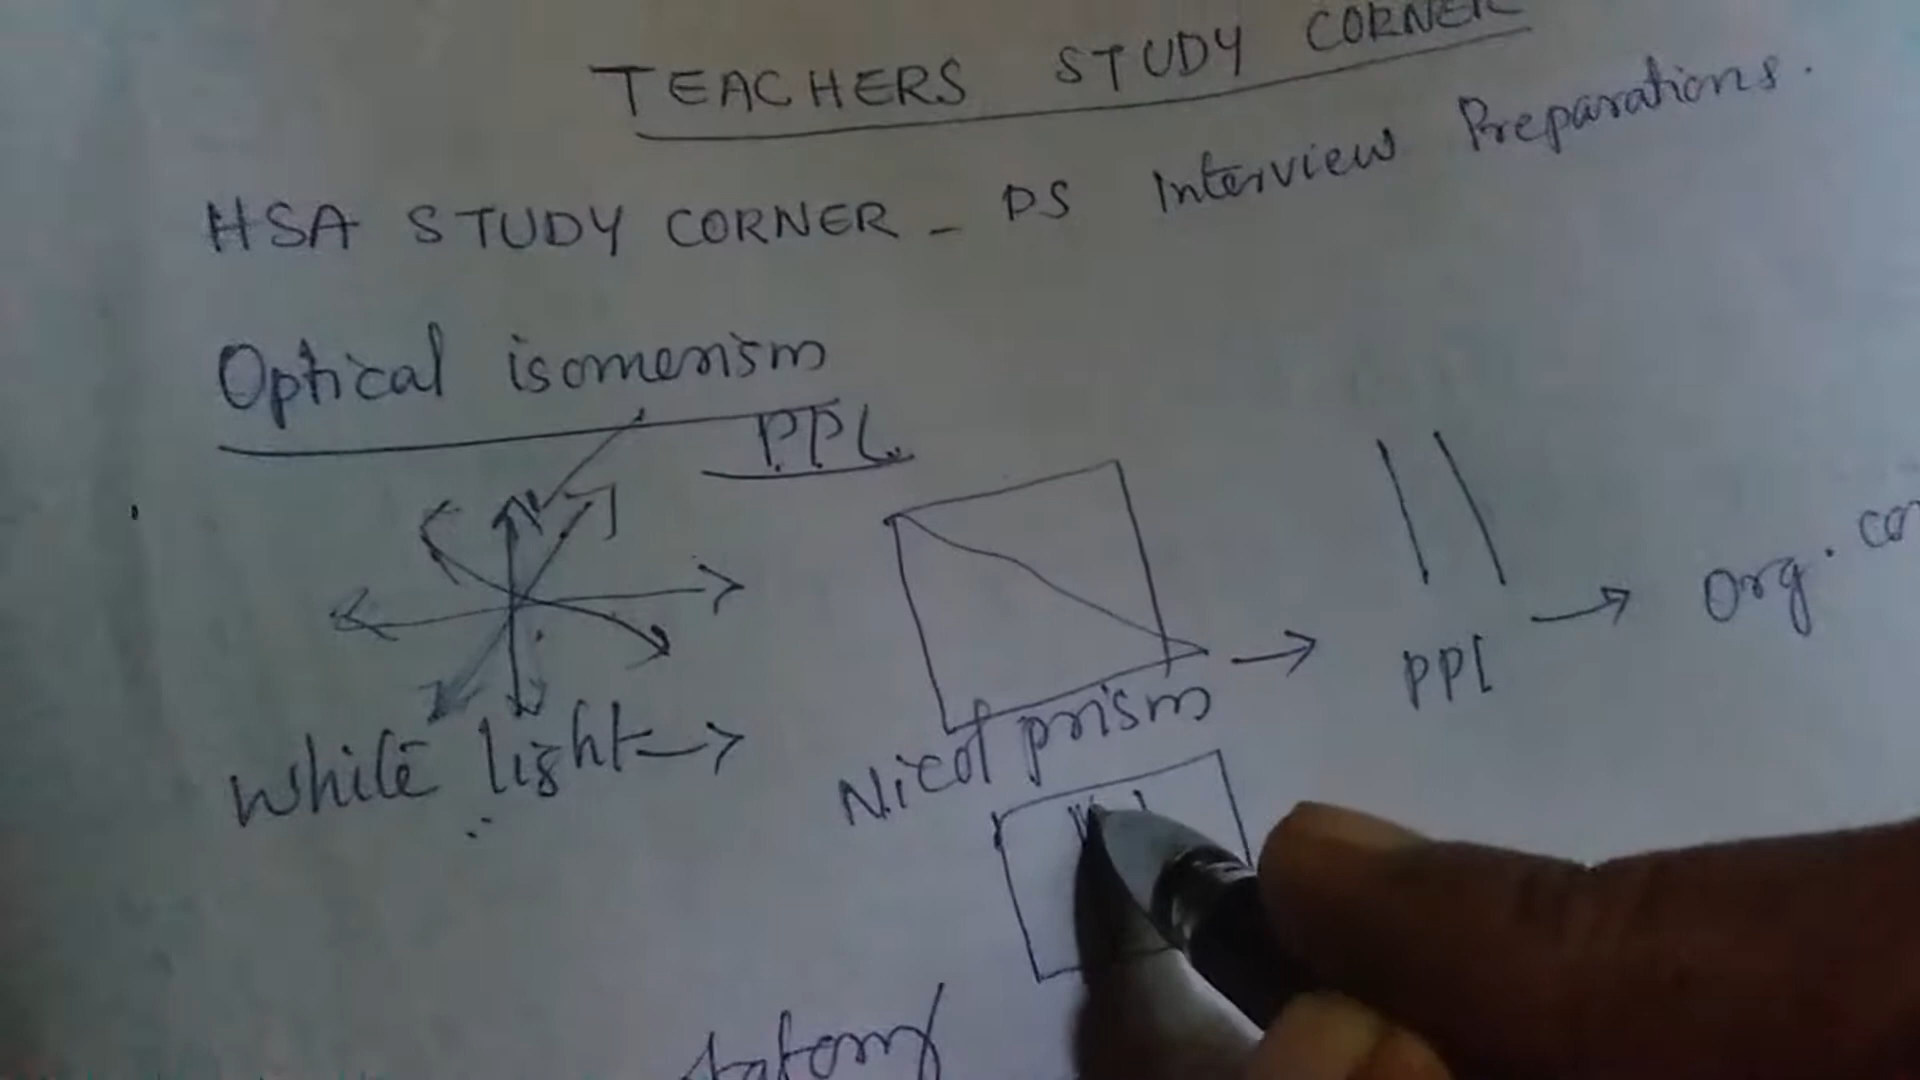 TEACHERS STUDY CORNER
HSA STUDY CORNER - PS Interview Preparations.
Optical isomerism
PPL
White light →
Nicol prism →
PPL →
Org.